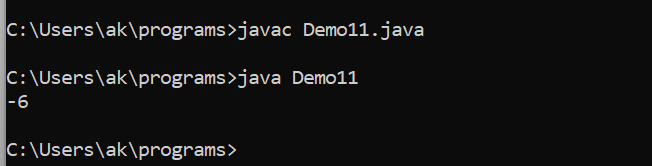 C:\Users\ak\programs>javac Demo11.java
C:\Users\ak\programs>java Demo11
-6
C:\Users\ak\programs>